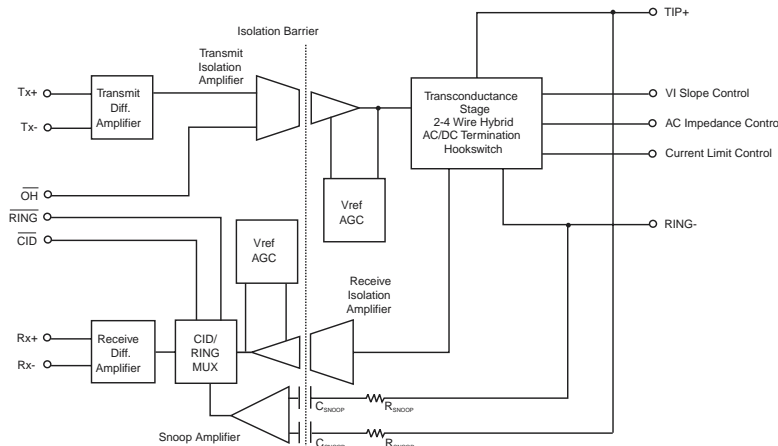 Isolation Barrier
TIP+
Transmit
Isolation
Amplifier
Tx+
Tx-
Transmit
Diff.
Amplifier
Transconductance
Stage
2-4 Wire Hybrid
AC/DC Termination
Hookswitch
VI Slope Control
AC Impedance Control
Current Limit Control
OH
RING
CID
Vref
AGC
Vref
AGC
RING-
Receive
Isolation
Amplifier
Rx+
Rx-
Receive
Diff.
Amplifier
CID/
RING
MUX
CSNOOP
RSNOOP
Snoop Amplifier
CSNOOP
RSNOOP